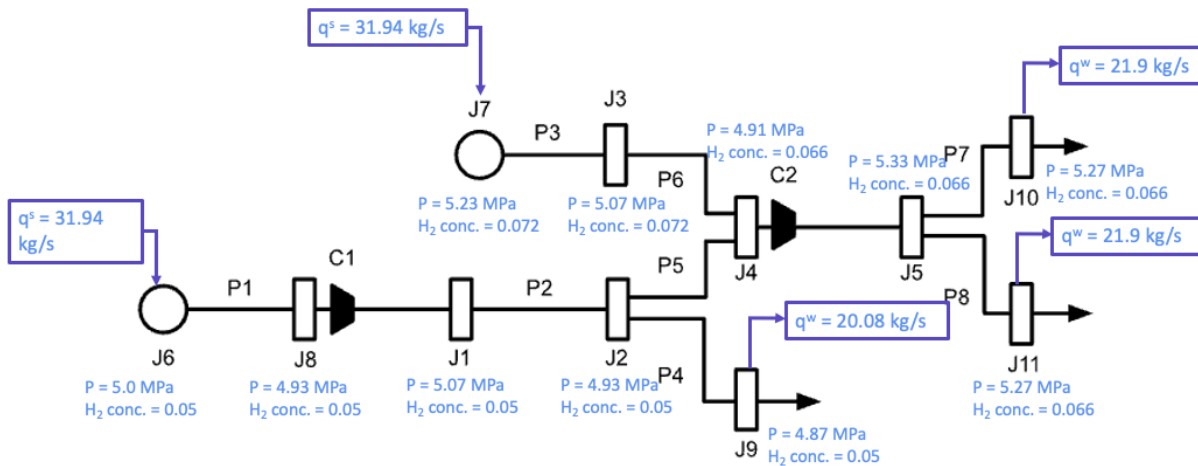 qˢ = 31.94 kg/s
qʷ = 21.9 kg/s
J7
J3
P3
P = 4.91 MPa
H₂ conc. = 0.066
C2
P7
P = 5.33 MPa
H₂ conc. = 0.066
P = 5.27 MPa
H₂ conc. = 0.066
J10
P6
P = 5.23 MPa
H₂ conc. = 0.072
P = 5.07 MPa
H₂ conc. = 0.072
qˢ = 31.94
kg/s
qʷ = 21.9 kg/s
J4
J5
C1
P5
P1
P2
P8
qʷ = 20.08 kg/s
J6
J8
J1
J2
J11
P4
P = 5.0 MPa
H₂ conc. = 0.05
P = 4.93 MPa
H₂ conc. = 0.05
P = 5.07 MPa
H₂ conc. = 0.05
P = 4.93 MPa
H₂ conc. = 0.05
P = 5.27 MPa
H₂ conc. = 0.066
J9
P = 4.87 MPa
H₂ conc. = 0.05